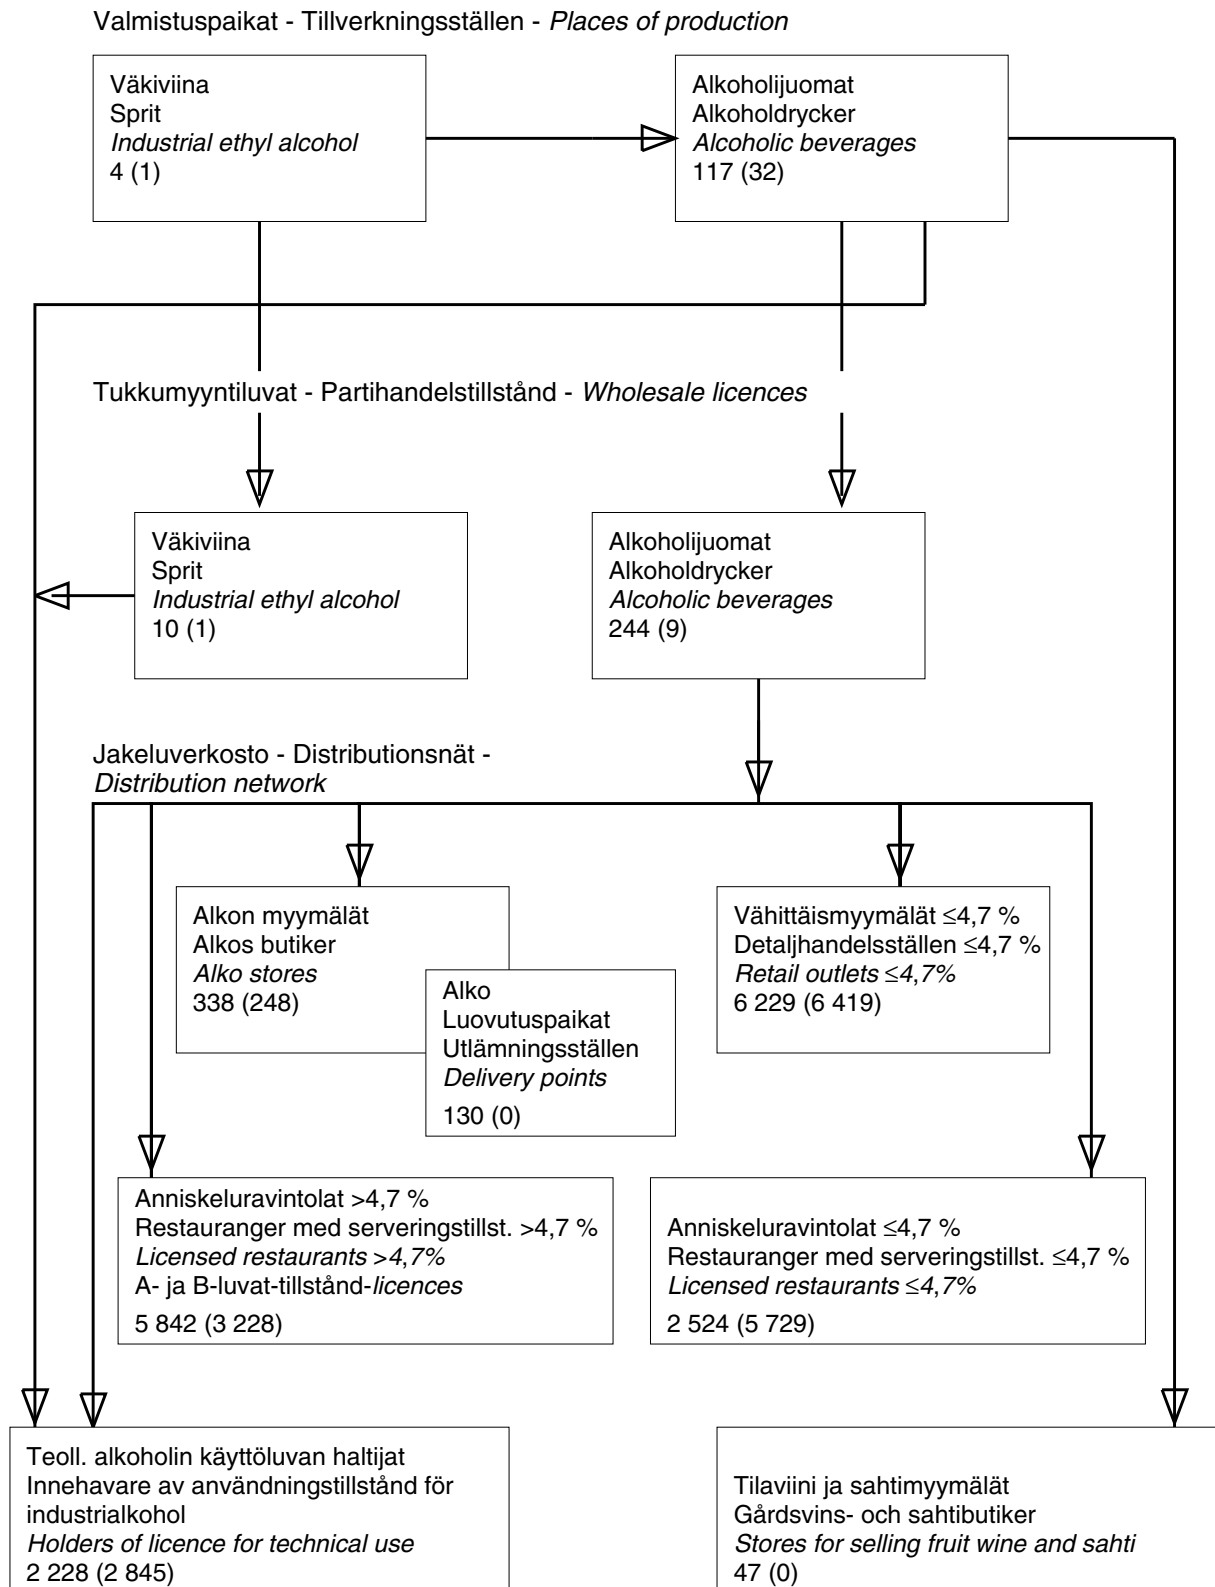 Valmistuspaikat - Tillverkningsställen - Places of production
Väkiviina
Sprit
Industrial ethyl alcohol
4 (1)
Alkoholijuomat
Alkoholdrycker
Alcoholic beverages
117 (32)
Tukkumyyntiluvat - Partihandelstillstånd - Wholesale licences
Väkiviina
Sprit
Industrial ethyl alcohol
10 (1)
Alkoholijuomat
Alkoholdrycker
Alcoholic beverages
244 (9)
Jakeluverkosto - Distributionsnät -
Distribution network
Alkon myymälät
Alkos butiker
Alko stores
338 (248)
Alko
Luovutuspaikat
Utlämningsställen
Delivery points
130 (0)
Vähittäismyymälät ≤4,7 %
Detaljhandelsställen ≤4,7 %
Retail outlets ≤4,7%
6 229 (6 419)
Anniskeluravintolat >4,7 %
Restauranger med serveringstillst. >4,7 %
Licensed restaurants >4,7%
A- ja B-luvat-tillstånd-licences
5 842 (3 228)
Anniskeluravintolat ≤4,7 %
Restauranger med serveringstillst. ≤4,7 %
Licensed restaurants ≤4,7%
2 524 (5 729)
Teoll. alkoholin käyttöluvan haltijat
Innehavare av användningstillstånd för
industrialkohol
Holders of licence for technical use
2 228 (2 845)
Tilaviini ja sahtimyymälät
Gårdsvins- och sahtibutiker
Stores for selling fruit wine and sahti
47 (0)